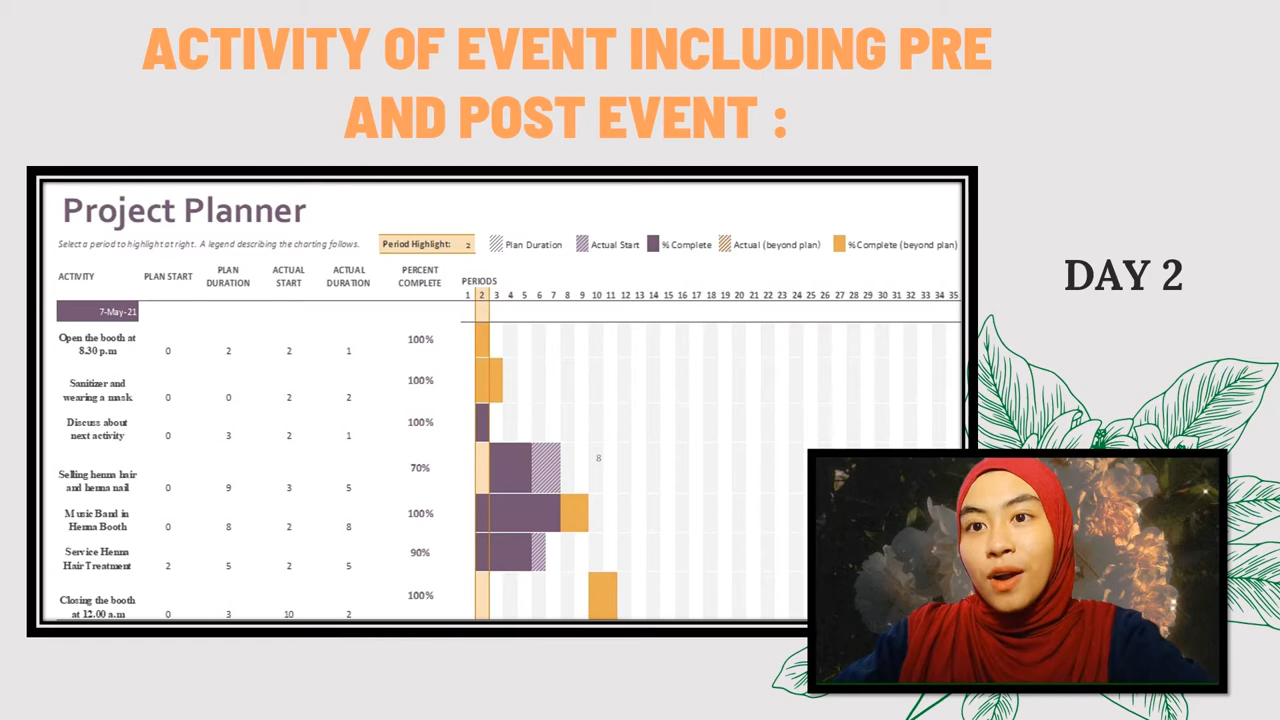 ACTIVITY OF EVENT INCLUDING PRE
AND POST EVENT :
Project Planner
Select a period to highlight at right. A legend describing the charting follows.
Period Highlight: 2
Plan Duration
Actual Start
% Complete
Actual (beyond plan)
% Complete (beyond plan)
ACTIVITY PLAN START PLAN DURATION ACTUAL START ACTUAL DURATION PERCENT COMPLETE PERIODS
1 2 3 4 5 6 7 8 9 10 11 12 13 14 15 16 17 18 19 20 21 22 23 24 25 26 27 28 29 30 31 32 33 34 35
7-May-21
Open the booth at
8.30 p.m 0 2 2 1 100%
Sanitizer and
wearing a mask 0 0 2 2 100%
Discuss about
next activity 0 3 2 1 100%
Selling henna hair
and henna nail 0 9 3 5 70%
8
Music Band in
Henna Booth 0 8 2 8 100%
Service Henna
Hair Treatment 2 5 2 5 90%
Closing the booth
at 12.00 a.m 0 3 10 2 100%
DAY 2